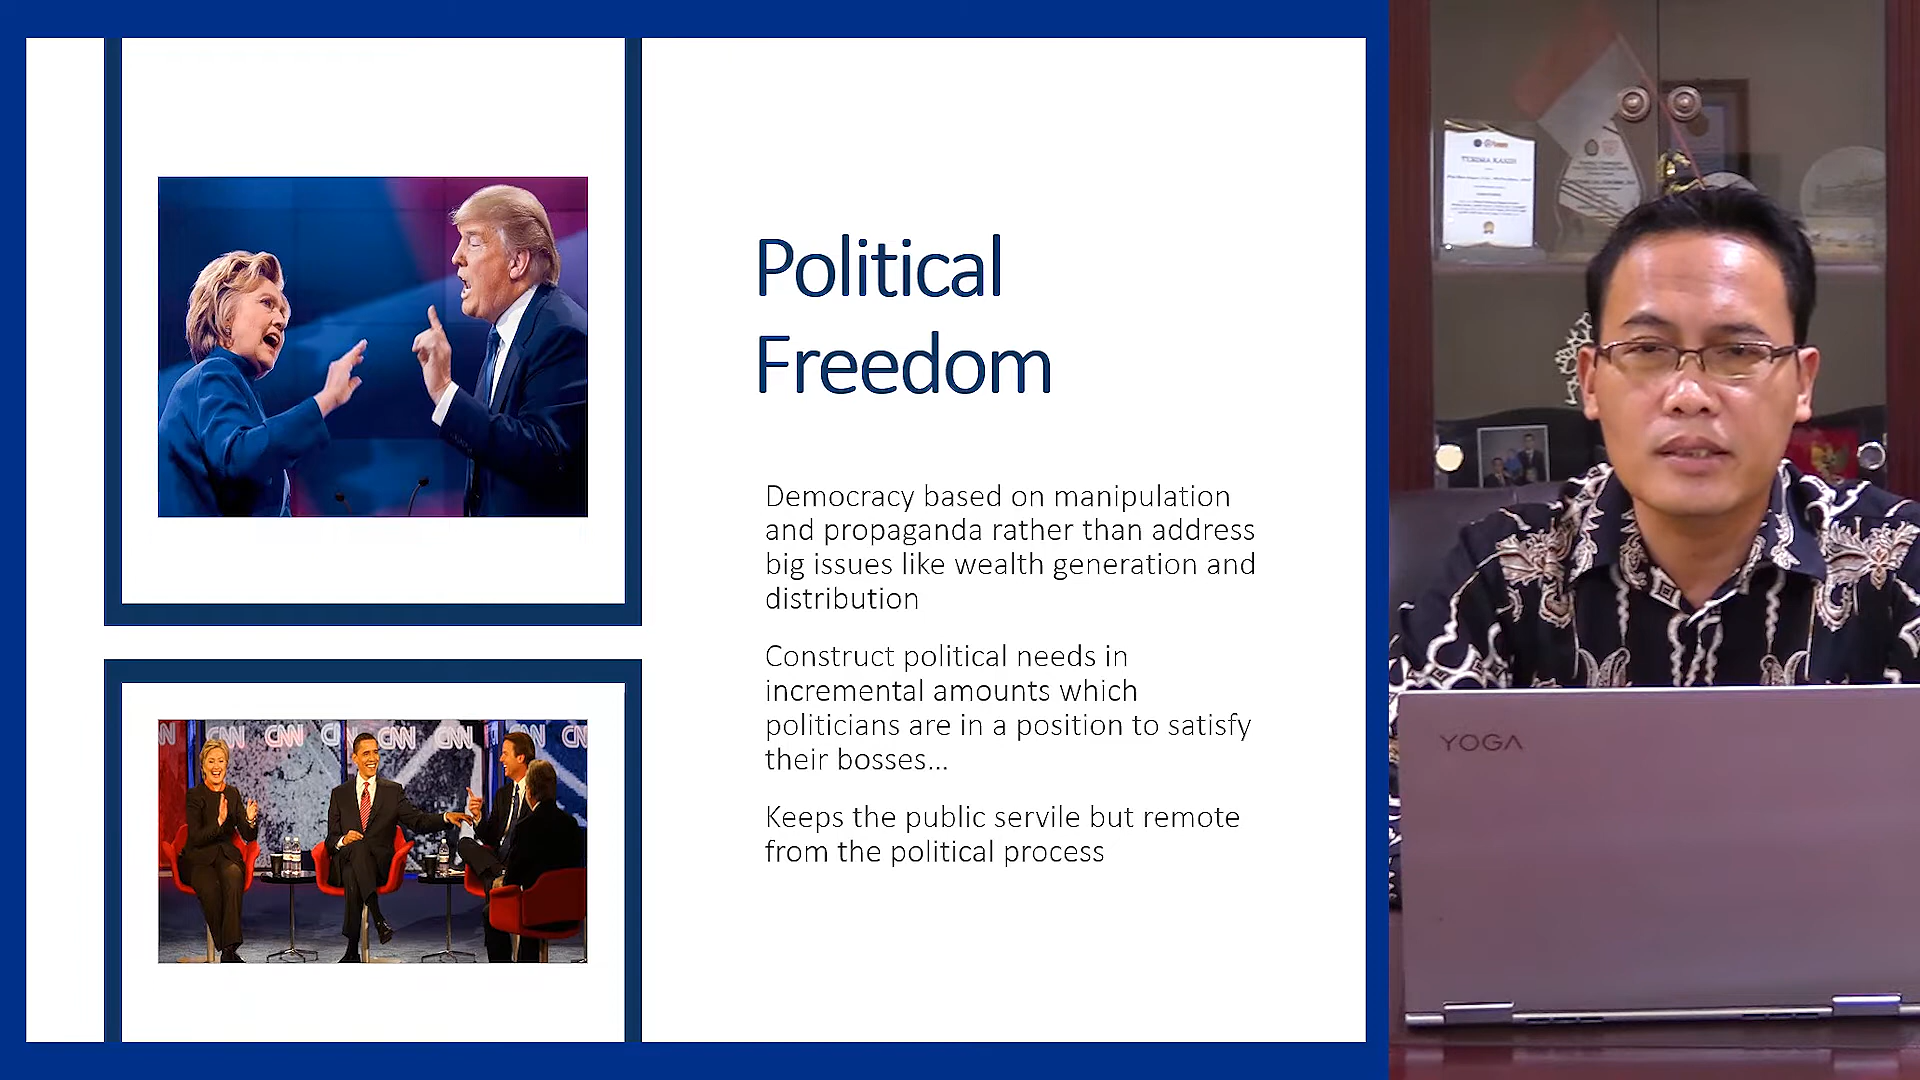 Political
Freedom
Democracy based on manipulation
and propaganda rather than address
big issues like wealth generation and
distribution
Construct political needs in
incremental amounts which
politicians are in a position to satisfy
their bosses...
Keeps the public servile but remote
from the political process
CNN
CNN
CNN
CNN
TERIMA KASIH
YOGA